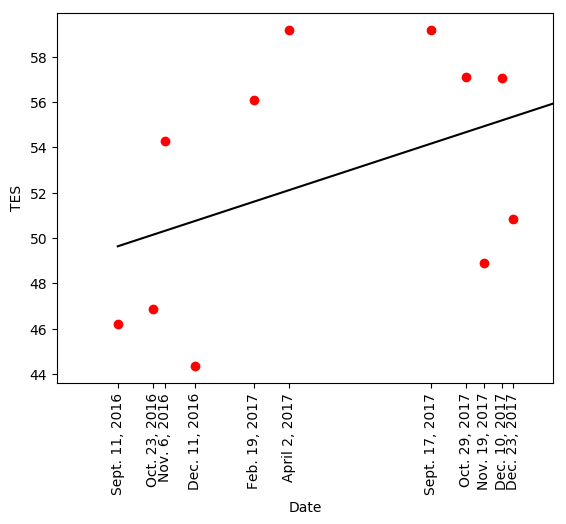 58
56
54
52
50
48
46
44
TES
Sept. 11, 2016
Oct. 23, 2016
Nov. 6, 2016
Dec. 11, 2016
Feb. 19, 2017
April 2, 2017
Sept. 17, 2017
Oct. 29, 2017
Nov. 19, 2017
Dec. 10, 2017
Dec. 23, 2017
Date